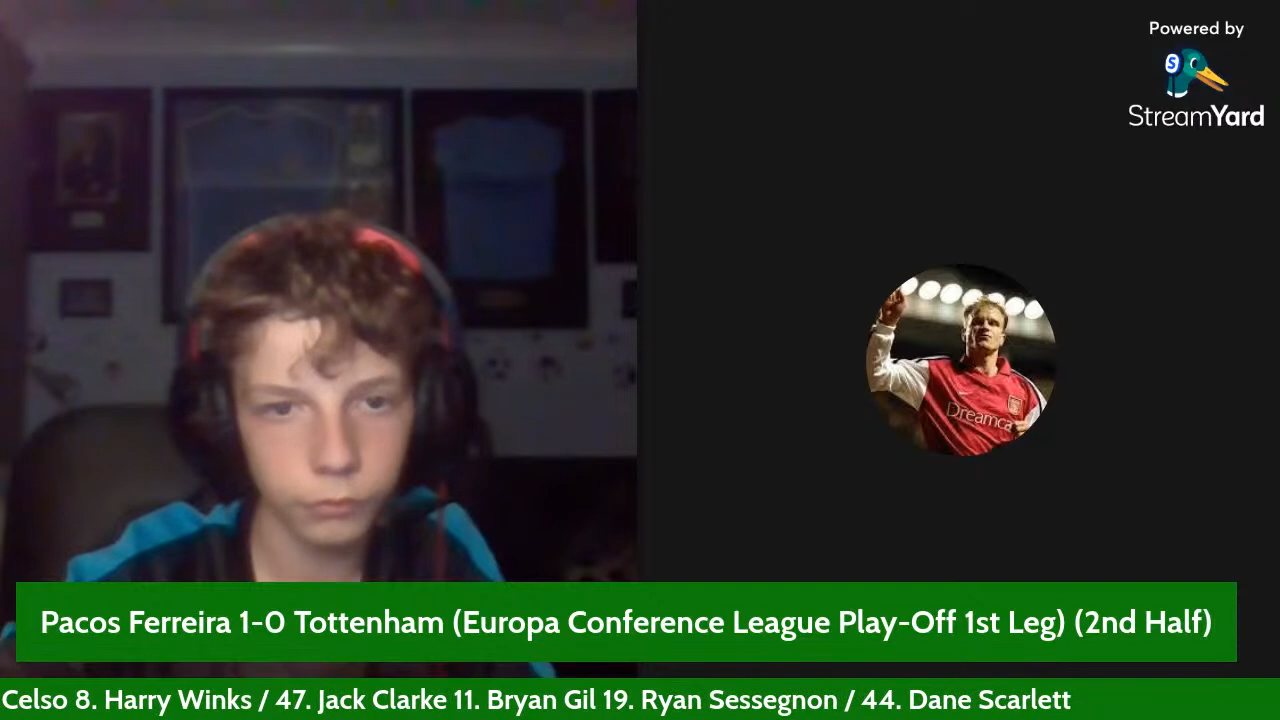 Powered by
S
StreamYard
Dreamca
Pacos Ferreira 1-0 Tottenham (Europa Conference League Play-Off 1st Leg) (2nd Half)
Celso 8. Harry Winks / 47. Jack Clarke 11. Bryan Gil 19. Ryan Sessegnon / 44. Dane Scarlett